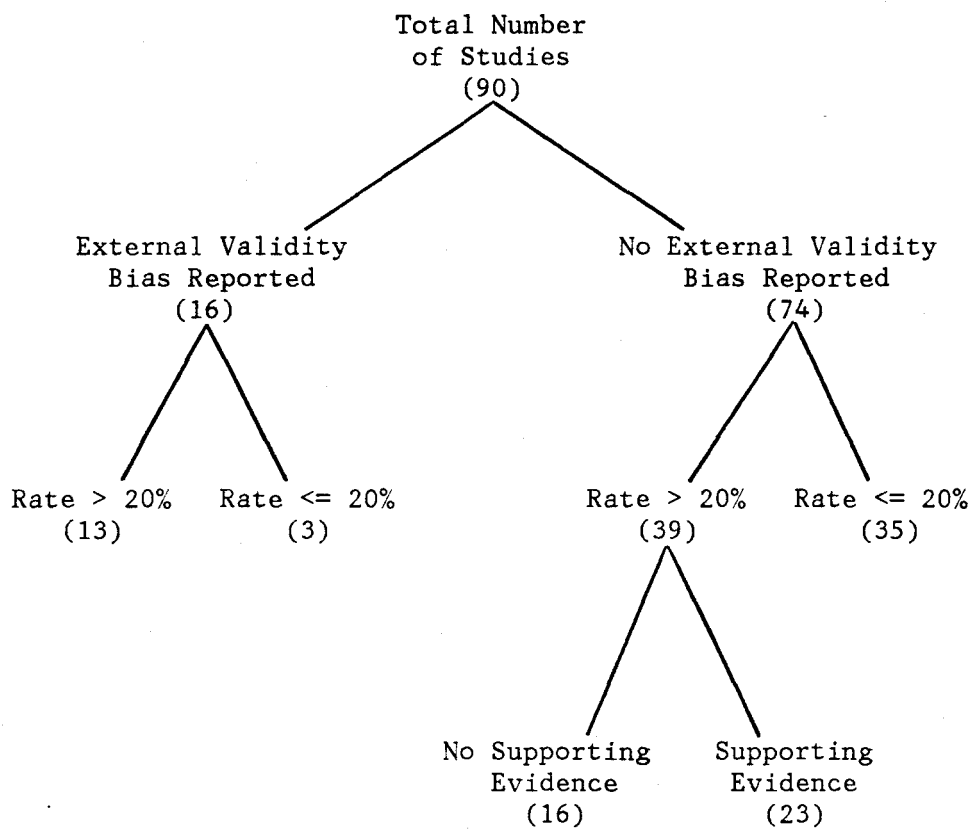 Total Number
of Studies
(90)
External Validity
Bias Reported
(16)
No External Validity
Bias Reported
(74)
Rate > 20%
(13)
Rate <= 20%
(3)
Rate > 20%
(39)
Rate <= 20%
(35)
No Supporting
Evidence
(16)
Supporting
Evidence
(23)